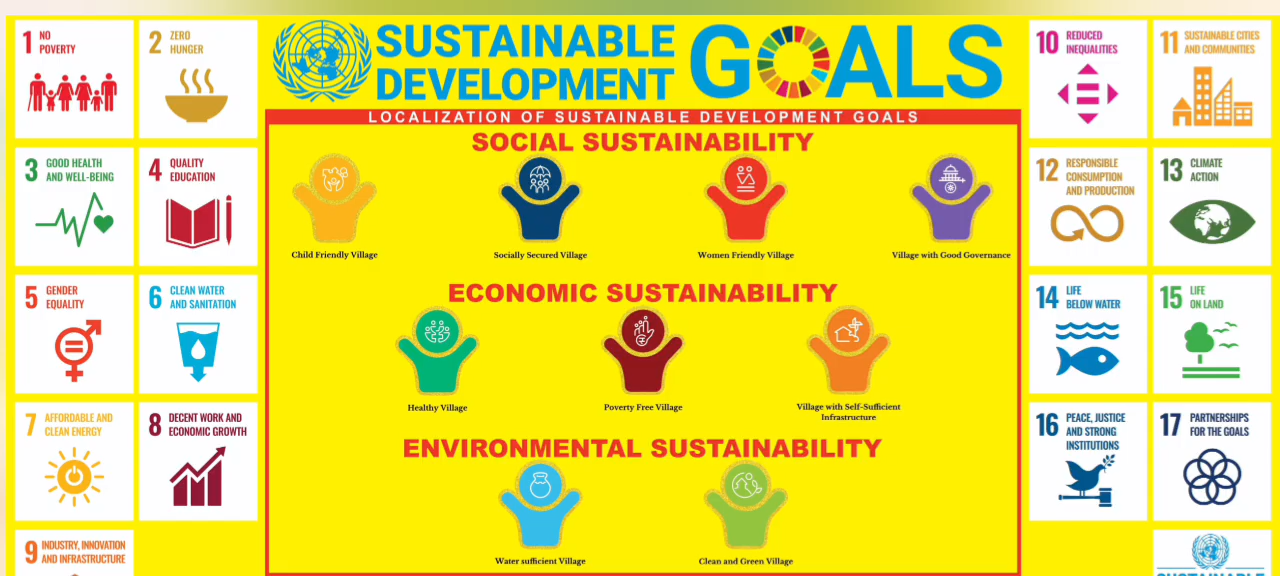 1 NO
POVERTY
2 ZERO
HUNGER
3 GOOD HEALTH
AND WELL-BEING
4 QUALITY
EDUCATION
5 GENDER
EQUALITY
6 CLEAN WATER
AND SANITATION
7 AFFORDABLE AND
CLEAN ENERGY
8 DECENT WORK AND
ECONOMIC GROWTH
9 INDUSTRY, INNOVATION
AND INFRASTRUCTURE
SUSTAINABLE
DEVELOPMENT
GOALS
LOCALIZATION OF SUSTAINABLE DEVELOPMENT GOALS
SOCIAL SUSTAINABILITY
Child Friendly Village
Socially Secured Village
Women Friendly Village
Village with Good Governance
ECONOMIC SUSTAINABILITY
Healthy Village
Poverty Free Village
Village with Self-Sufficient
Infrastructure
ENVIRONMENTAL SUSTAINABILITY
Water sufficient Village
Clean and Green Village
10 REDUCED
INEQUALITIES
11 SUSTAINABLE CITIES
AND COMMUNITIES
12 RESPONSIBLE
CONSUMPTION
AND PRODUCTION
13 CLIMATE
ACTION
14 LIFE
BELOW WATER
15 LIFE
ON LAND
16 PEACE, JUSTICE
AND STRONG
INSTITUTIONS
17 PARTNERSHIPS
FOR THE GOALS
SUSTAINABLE